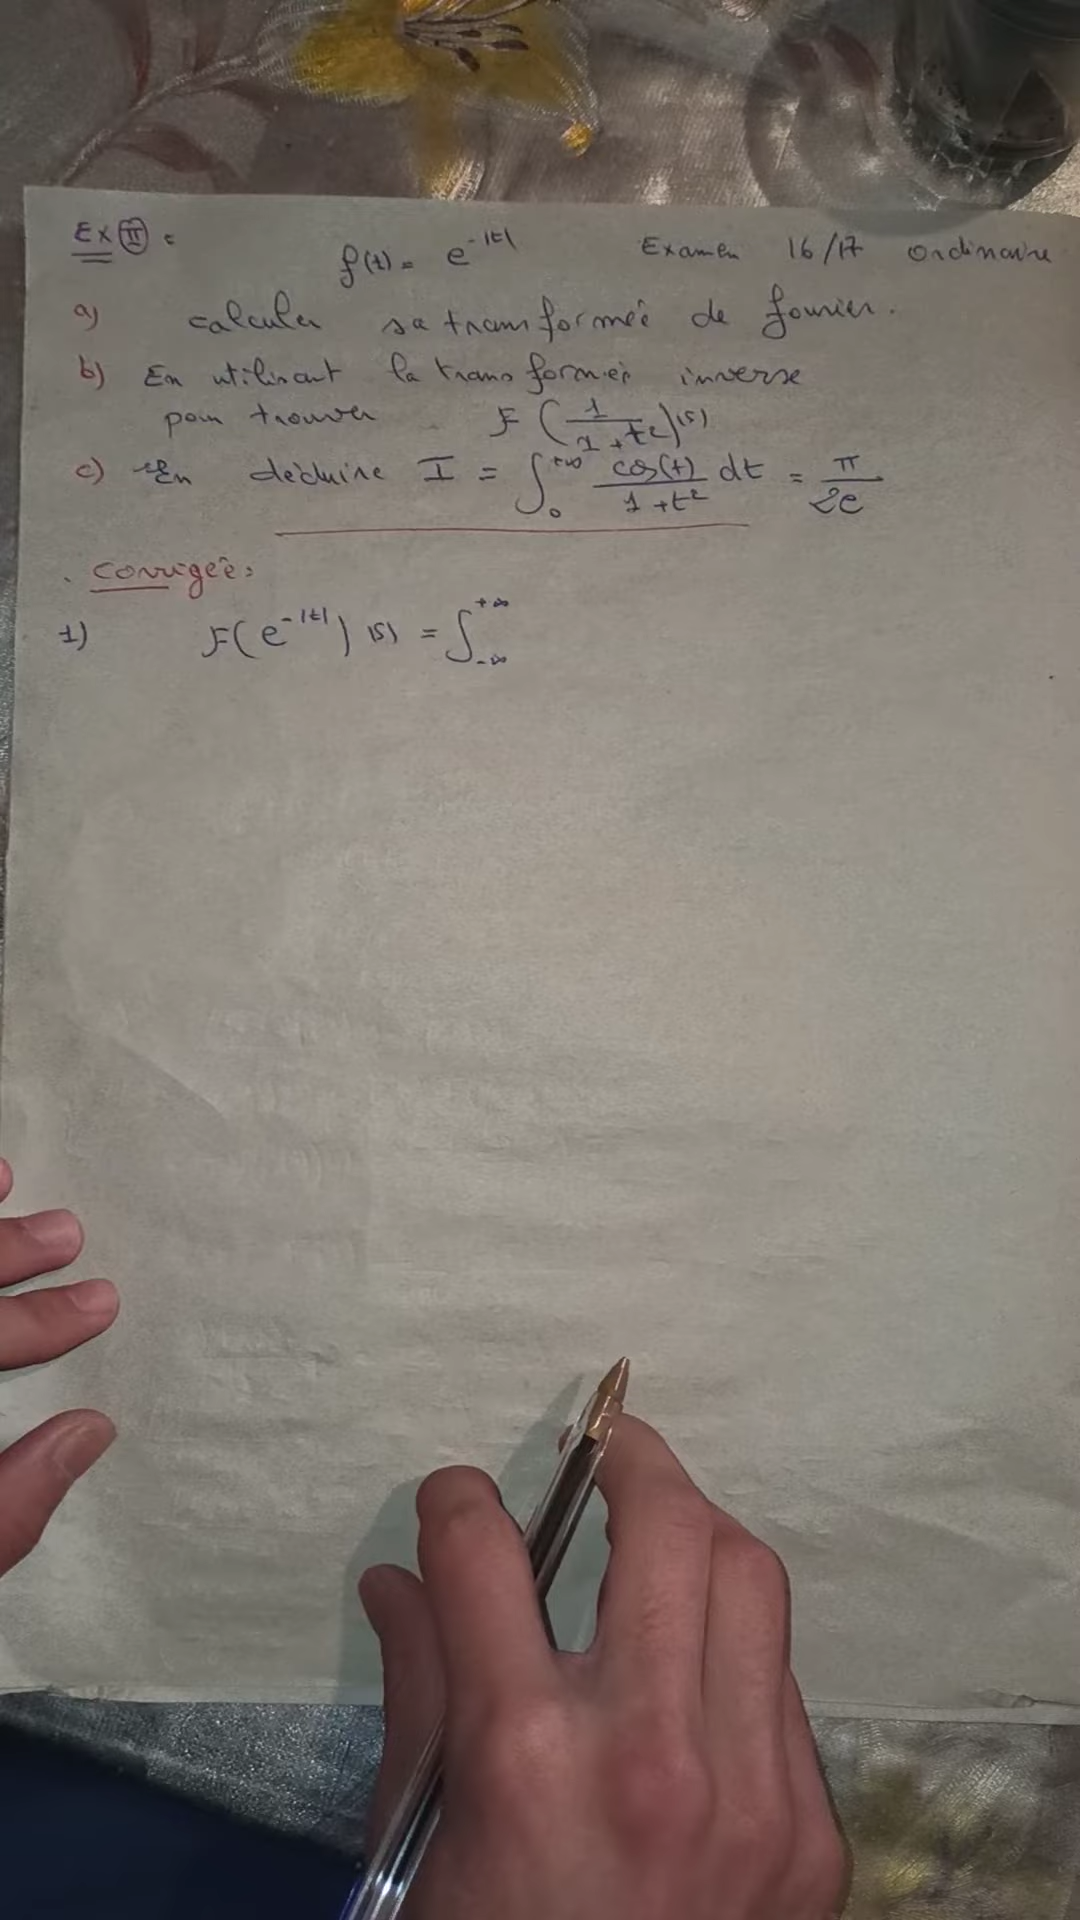 Ex II : f(t) = e^{-|t|} Examen 16/17 Ordinaire
a) calculer sa transformée de fourier.
b) En utilisant la transformée inverse
pour trouver F(1/(1+t²))(s)
c) En déduire I = ∫_0^{+∞} cos(t)/(1+t²) dt = π/(2e)
. Corrigée :
1) F(e^{-|t|})(s) = ∫_{-∞}^{+∞}